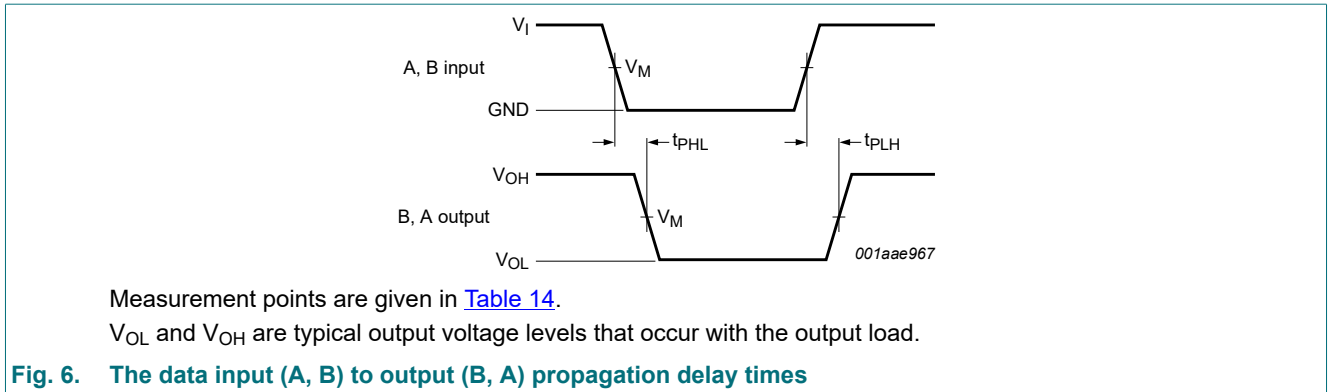 V_I
A, B input
V_M
GND
t_PHL
t_PLH
V_OH
B, A output
V_M
V_OL
001aae967
Measurement points are given in Table 14.
V_OL and V_OH are typical output voltage levels that occur with the output load.
Fig. 6. The data input (A, B) to output (B, A) propagation delay times